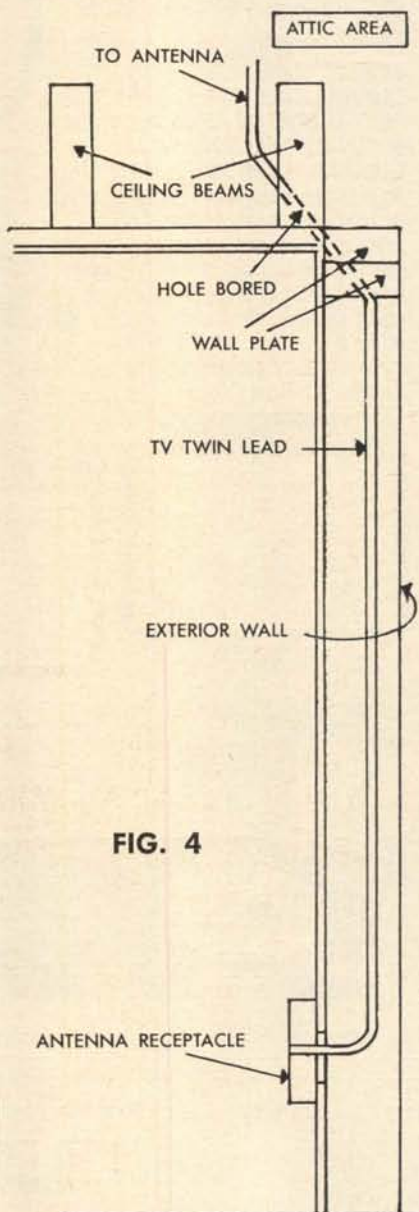 ATTIC AREA
TO ANTENNA
CEILING BEAMS
HOLE BORED
WALL PLATE
TV TWIN LEAD
EXTERIOR WALL
FIG. 4
ANTENNA RECEPTACLE